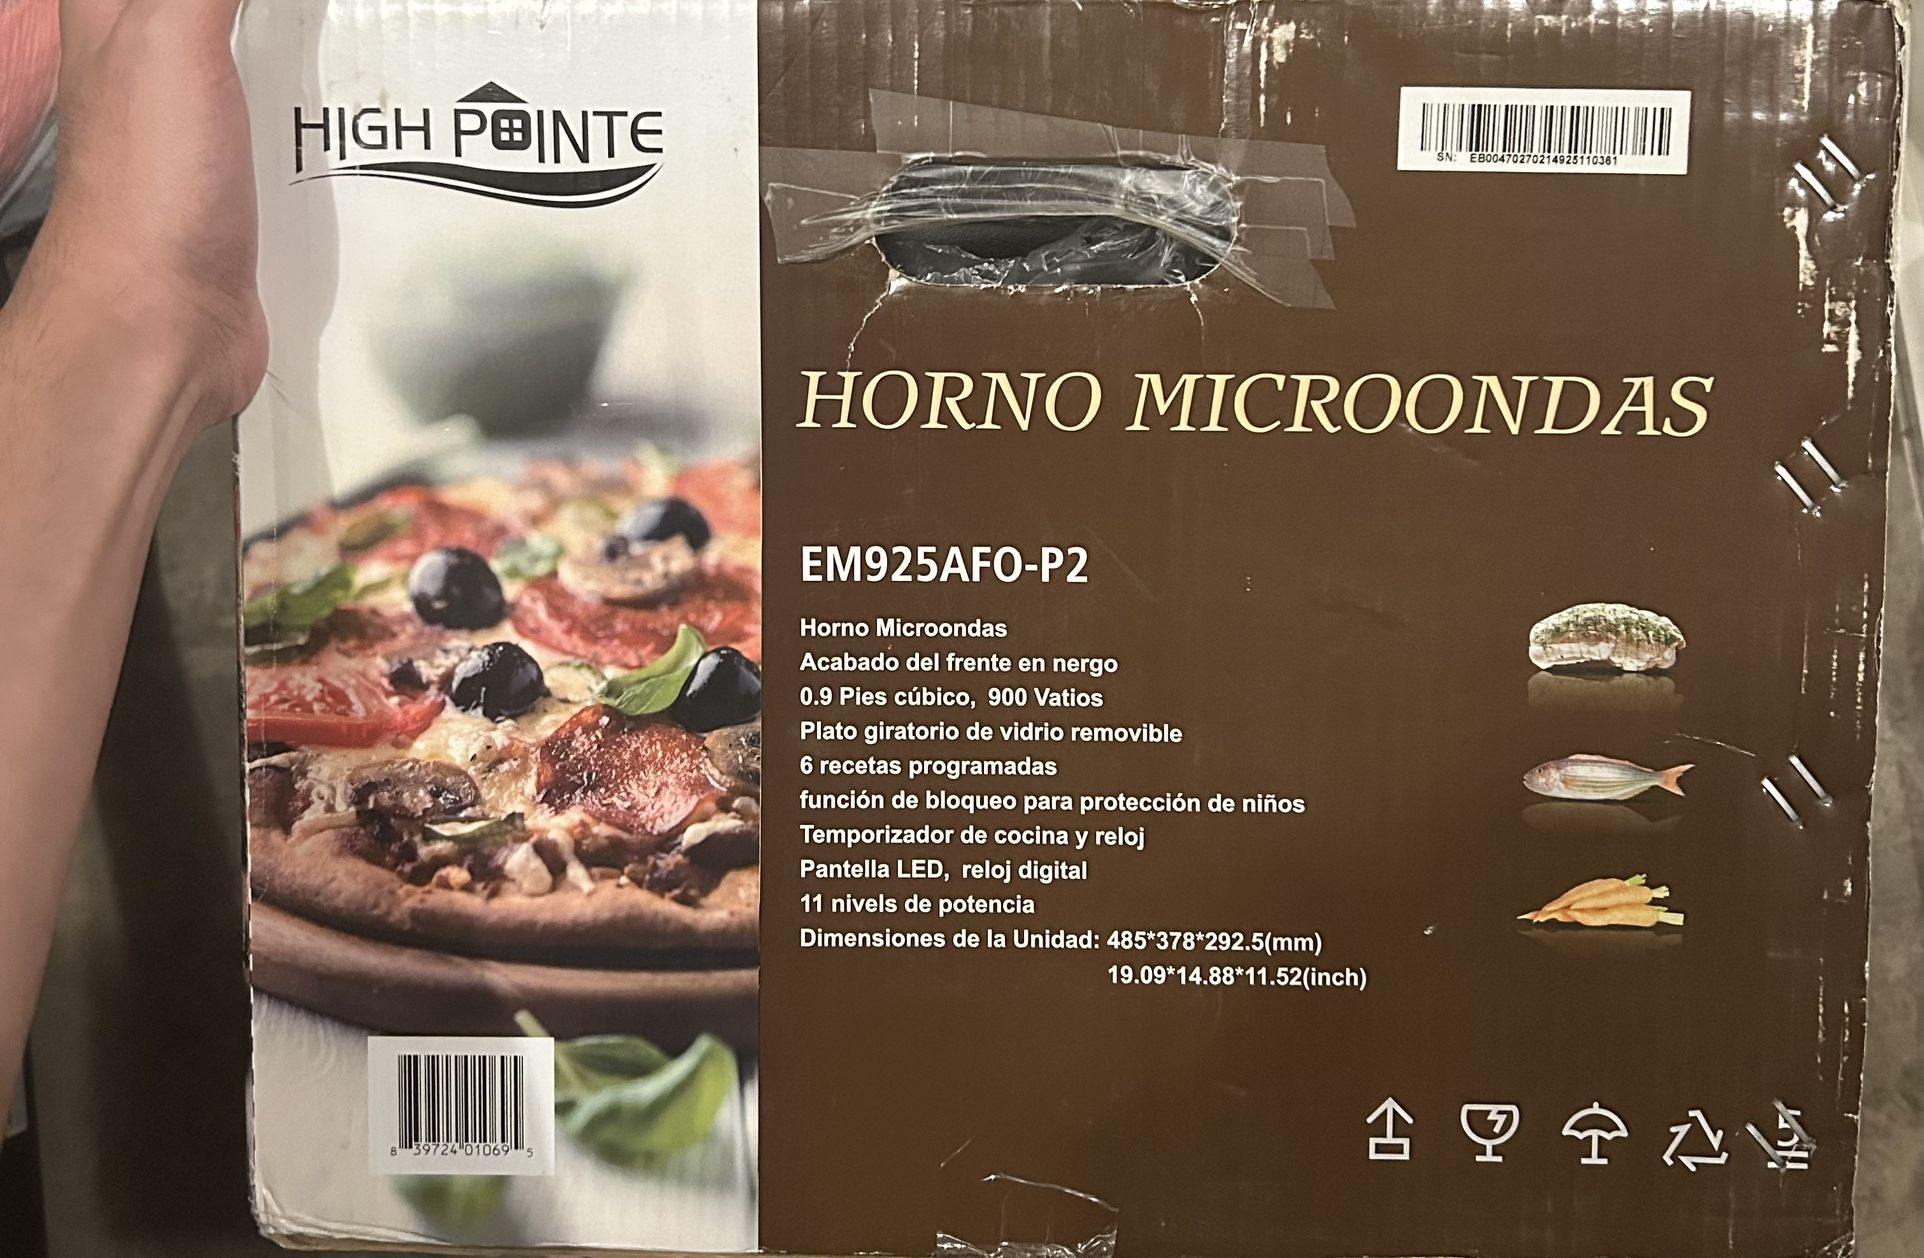 HIGH POINTE
SN: EB00470270214925110361
HORNO MICROONDAS
EM925AFO-P2
Horno Microondas
Acabado del frente en nergo
0.9 Pies cúbico, 900 Vatios
Plato giratorio de vidrio removible
6 recetas programadas
función de bloqueo para protección de niños
Temporizador de cocina y reloj
Pantella LED, reloj digital
11 nivels de potencia
Dimensiones de la Unidad: 485*378*292.5(mm)
19.09*14.88*11.52(inch)
8 39724 01069 5